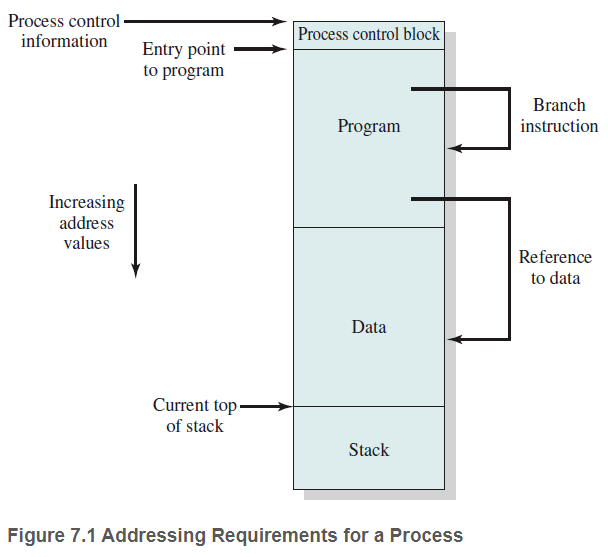 Process control
information
Process control block
Entry point
to program
Program
Branch
instruction
Increasing
address
values
Reference
to data
Data
Current top
of stack
Stack
Figure 7.1 Addressing Requirements for a Process